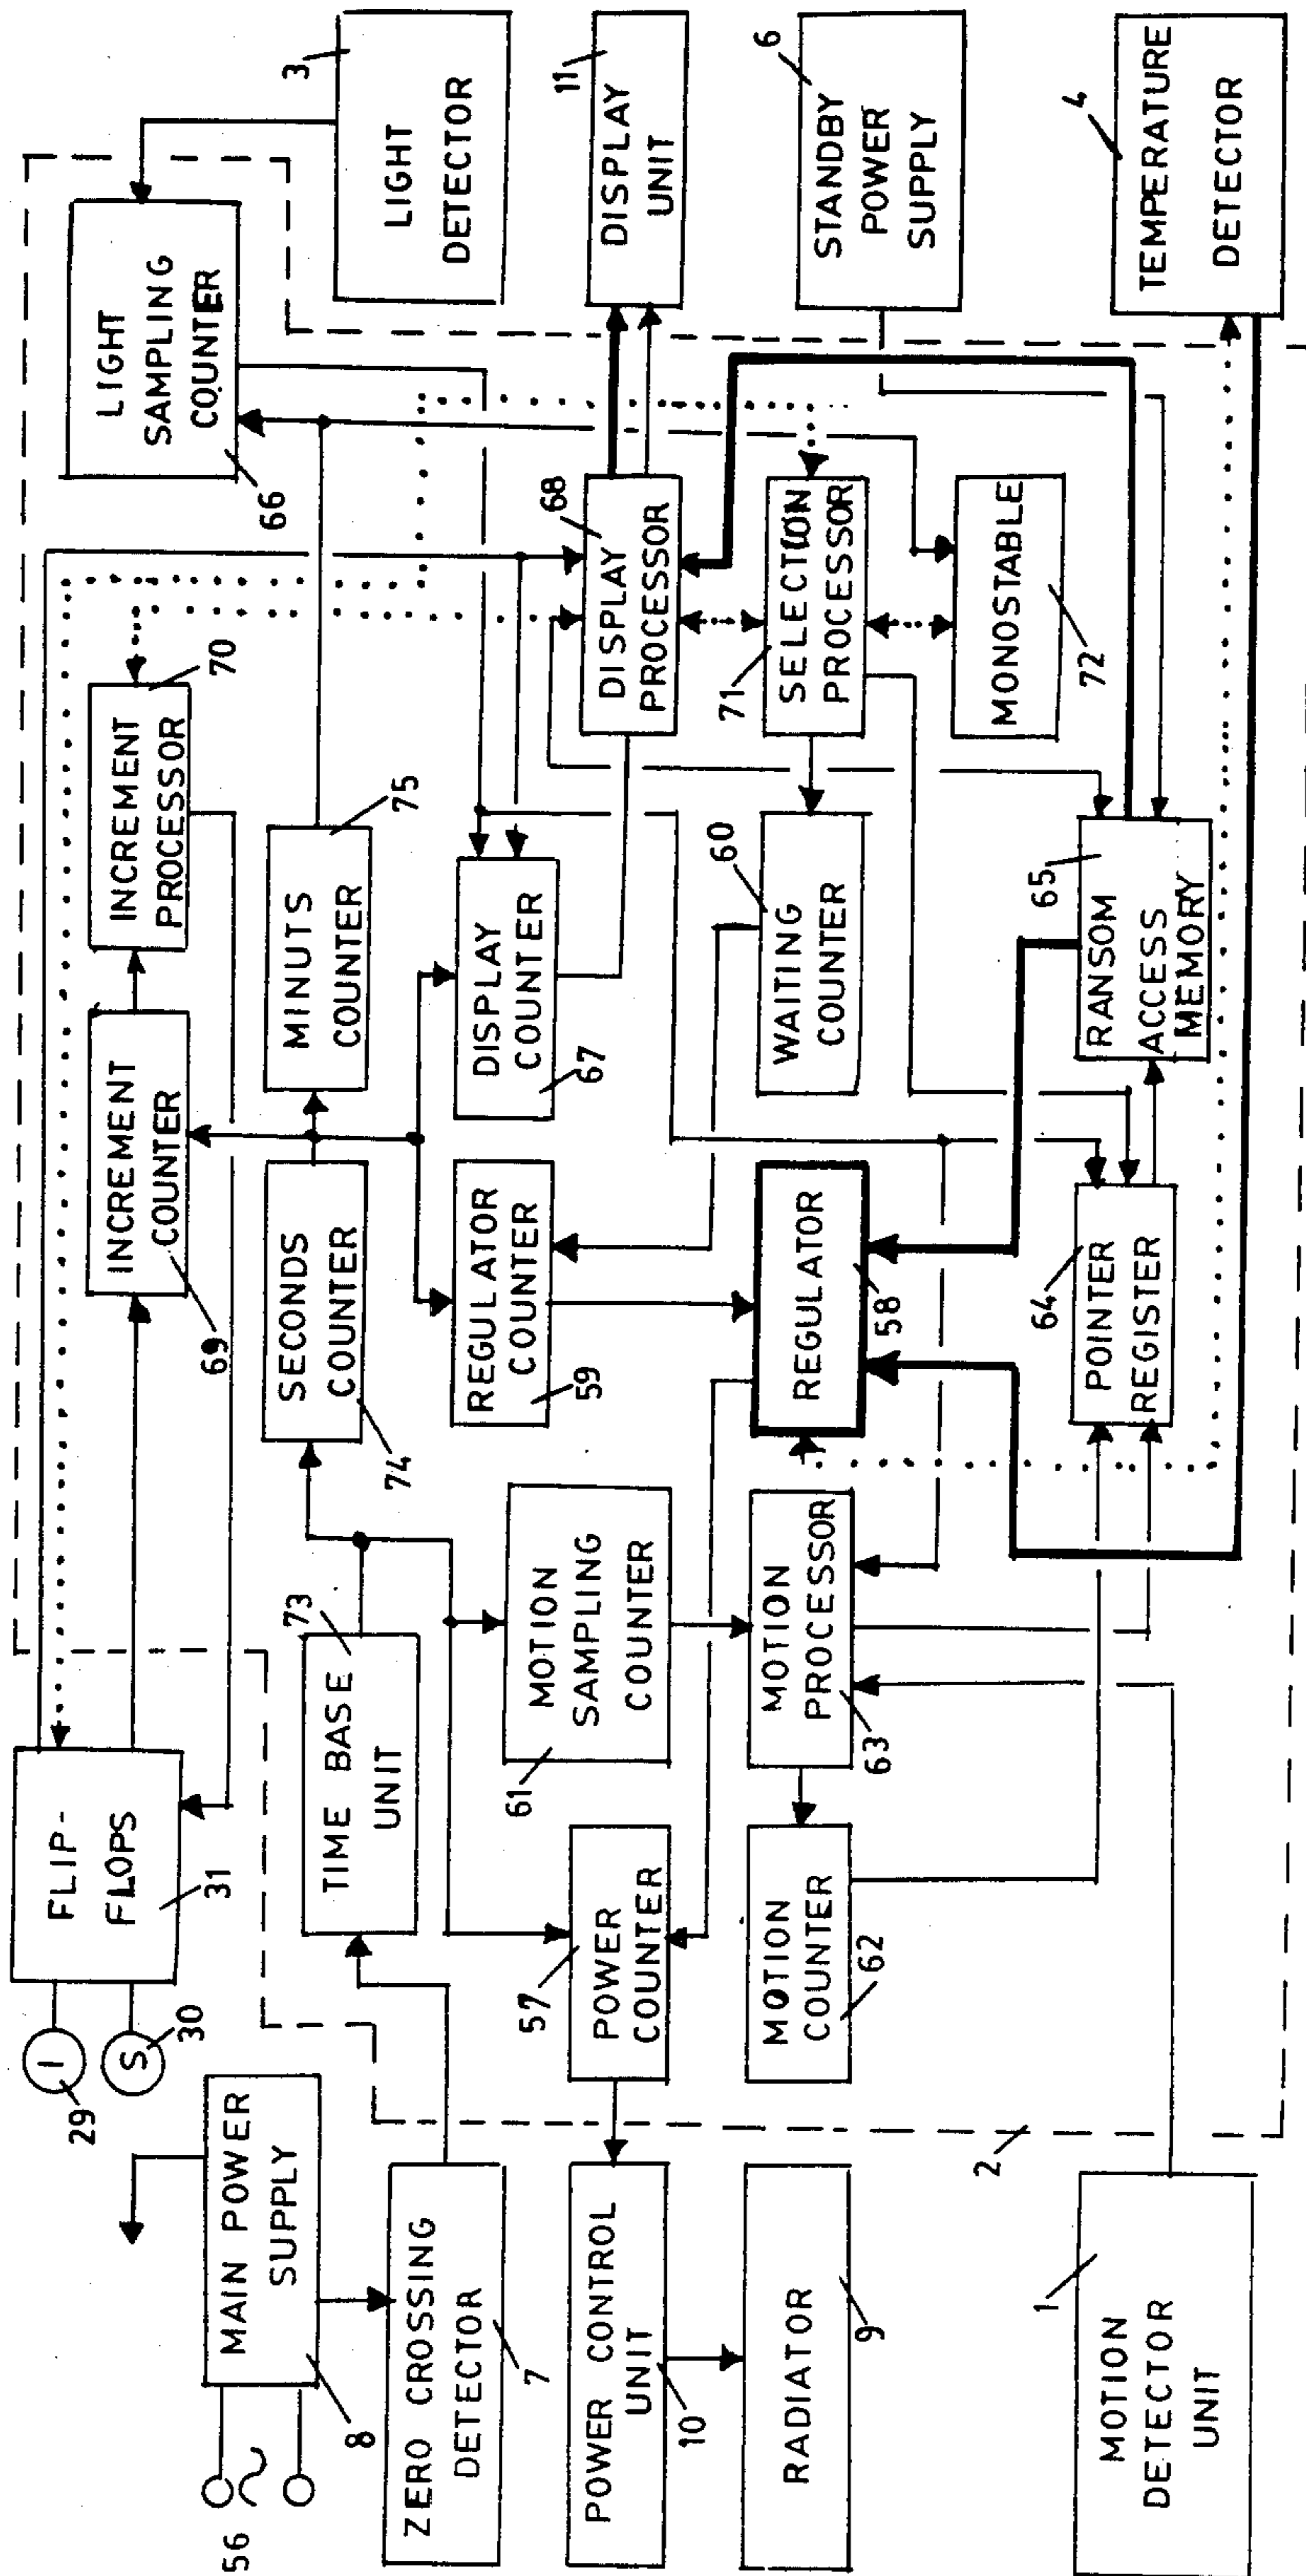 I
29
S
30
FLIP-
FLOPS
31
INCREMENT
COUNTER
69
INCREMENT
PROCESSOR
70
LIGHT
SAMPLING
COUNTER
66
LIGHT
DETECTOR
3
56
MAIN POWER
SUPPLY
8
ZERO CROSSING
DETECTOR
7
TIME BASE
UNIT
73
SECONDS
COUNTER
74
MINUTS
COUNTER
75
POWER CONTROL
UNIT
10
POWER
COUNTER
57
MOTION
SAMPLING
COUNTER
61
REGULATOR
COUNTER
59
DISPLAY
COUNTER
67
DISPLAY
PROCESSOR
68
DISPLAY
UNIT
11
RADIATOR
9
MOTION
COUNTER
62
MOTION
PROCESSOR
63
REGULATOR
58
WAITING
COUNTER
60
SELECTION
PROCESSOR
71
MONOSTABLE
72
STANDBY
POWER
SUPPLY
6
MOTION
DETECTOR
UNIT
1
2
POINTER
REGISTER
64
RANSOM
ACCESS
MEMORY
65
TEMPERATURE
DETECTOR
4